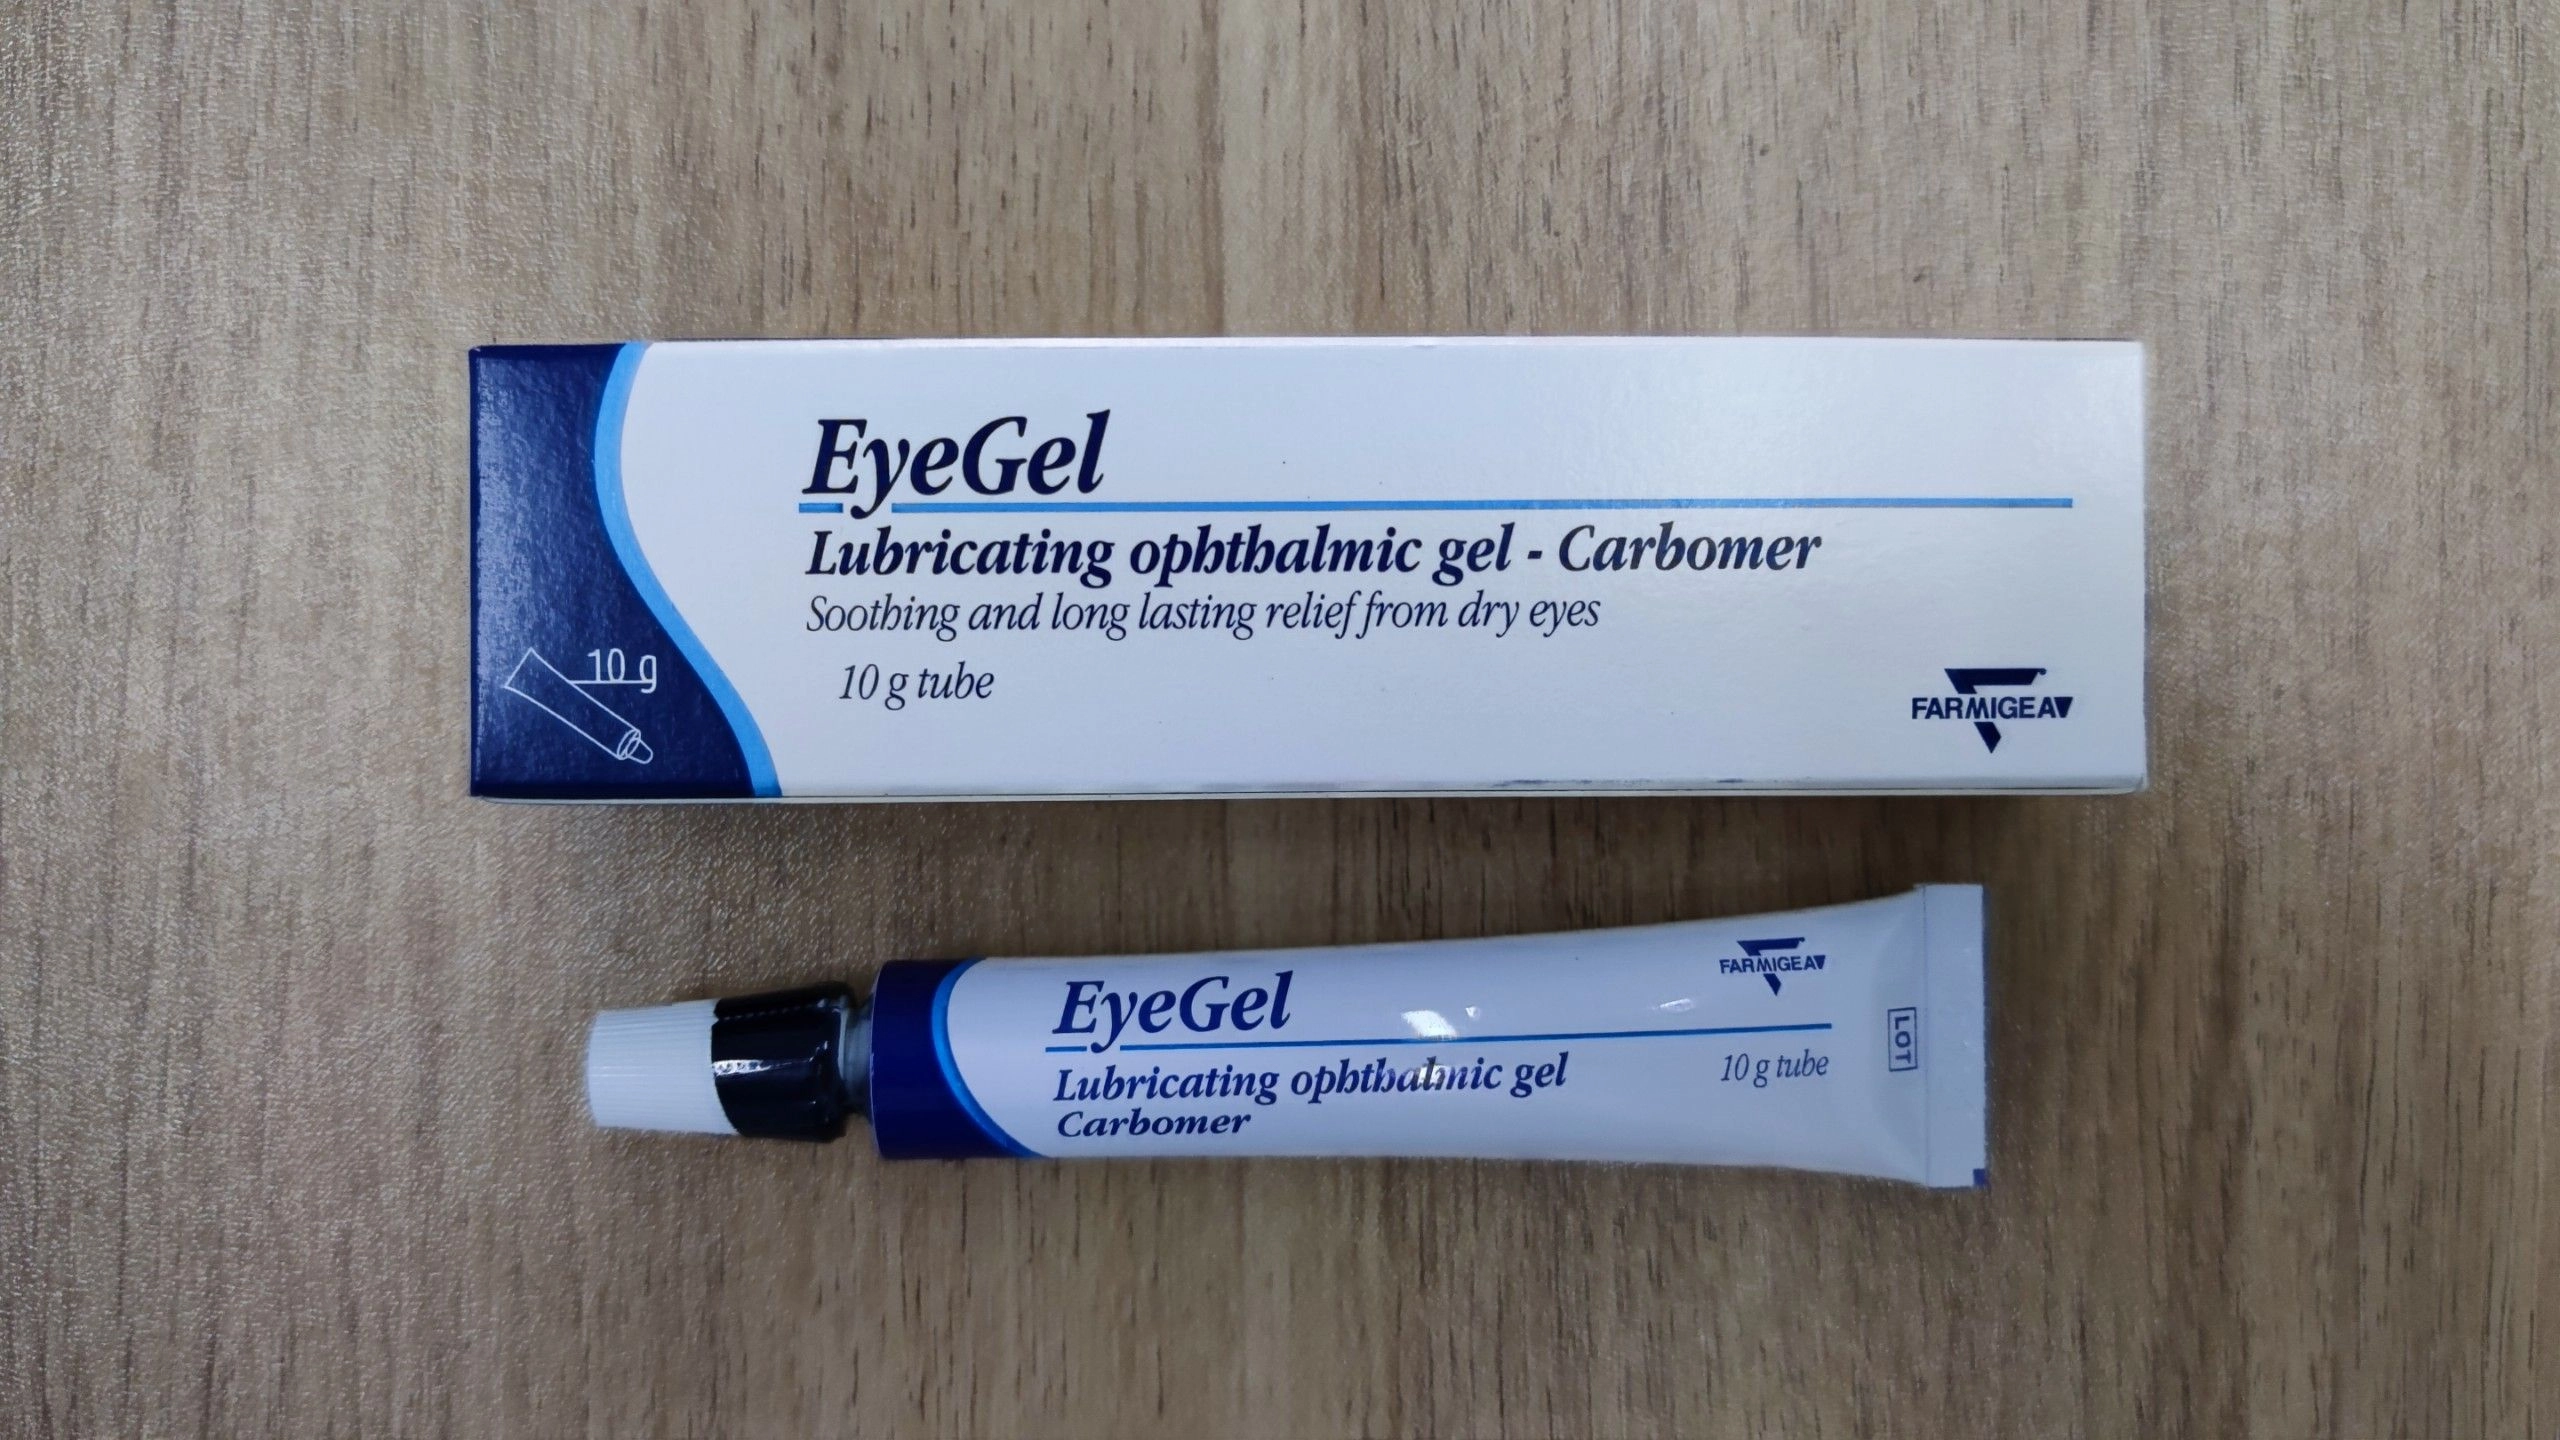 EyeGel
Lubricating ophthalmic gel - Carbomer
Soothing and long lasting relief from dry eyes
10 g
10 g tube
FARMIGEA
EyeGel
FARMIGEA
Lubricating ophthalmic gel
10 g tube
Carbomer
LOT